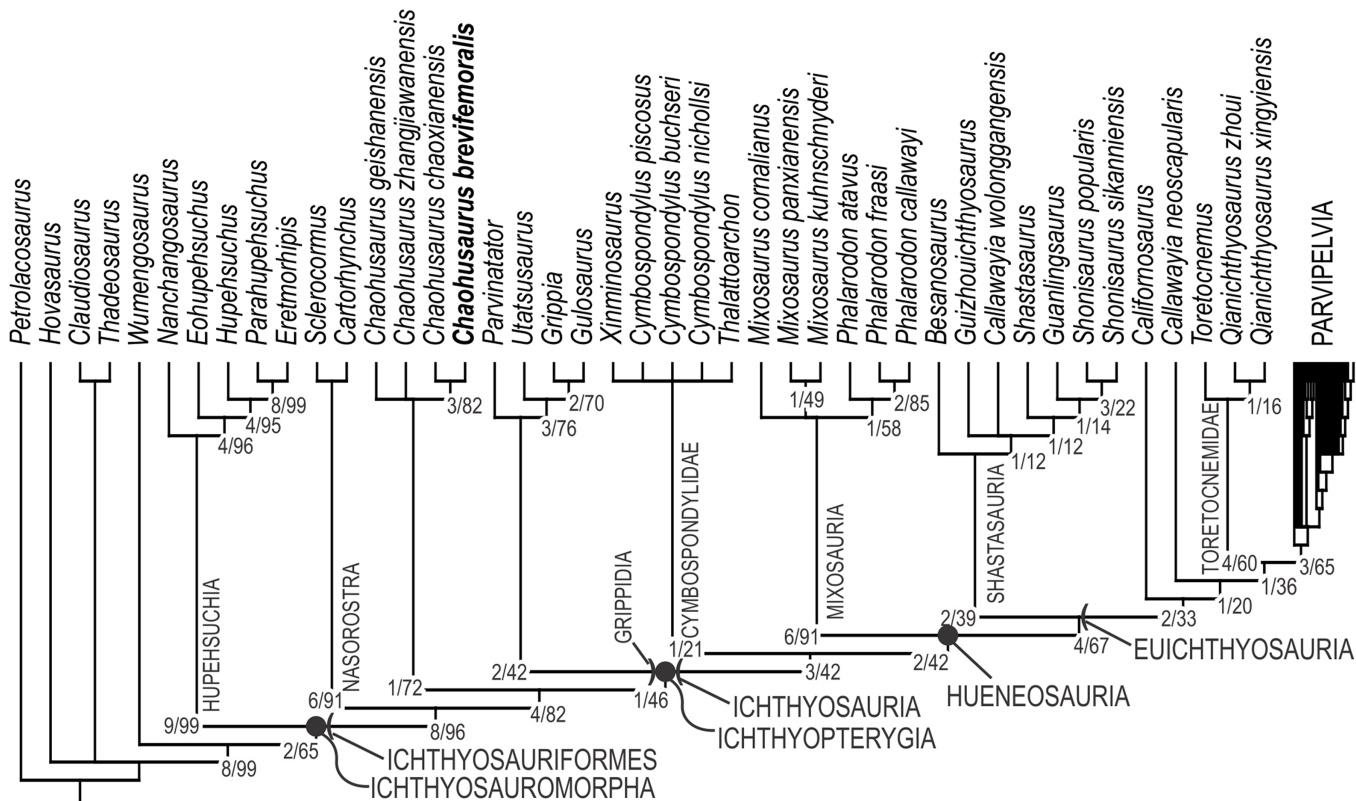 Petrolacosaurus
Hovasaurus
Claudiosaurus
Thadeosaurus
Wumengosaurus
Nanchangosaurus
Eohupehsuchus
Hupehsuchus
Parahupehsuchus
Eretmorhipis
Sclerocormus
Cartorhynchus
Chaohusaurus geishanensis
Chaohusaurus zhangjiawanensis
Chaohusaurus chaoxianensis
Chaohusaurus brevifemoralis
Parvinatator
Utatsusaurus
Grippia
Gulosaurus
Xinminosaurus
Cymbospondylus piscosus
Cymbospondylus buchseri
Cymbospondylus nichollsi
Thalattoarchon
Mixosaurus cornalianus
Mixosaurus panxianensis
Mixosaurus kuhnschnyderi
Phalarodon atavus
Phalarodon fraasi
Phalarodon callawayi
Besanosaurus
Guizhouichthyosaurus
Callawayia wolonggangensis
Shastasaurus
Guanlingsaurus
Shonisaurus popularis
Shonisaurus sikanniensis
Californosaurus
Callawayia neoscapularis
Toretocnemus
Qianichthyosaurus zhoui
Qianichthyosaurus xingyiensis
PARVIPELVIA
8/99
4/95
4/96
3/82
2/70
3/76
1/49
2/85
1/58
3/22
1/14
1/12
1/12
1/16
HUPEHSUCHIA
NASOROSTRA
GRIPPIDIA
CYMBOSPONDYLIDAE
MIXOSAURIA
SHASTASAURIA
TORETOCNEMIDAE
4/60
3/65
1/36
1/20
2/39
2/33
6/91
4/67
EUICHTHYOSAURIA
1/21
2/42
HUENEOSAURIA
2/42
3/42
1/72
1/46
ICHTHYOSAURIA
ICHTHYOPTERYGIA
6/91
4/82
9/99
8/96
2/65
8/99
ICHTHYOSAURIFORMES
ICHTHYOSAUROMORPHA